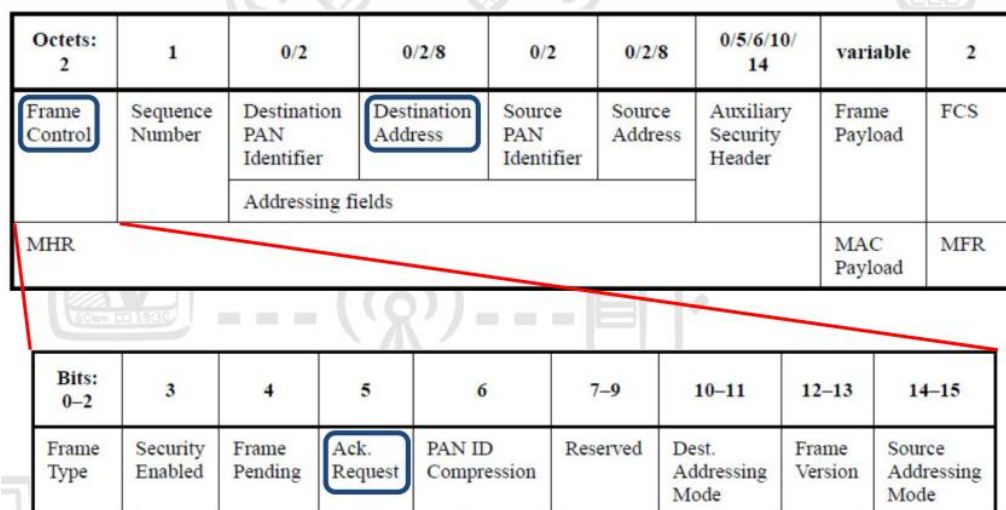 Octets: 2 1 0/2 0/2/8 0/2 0/2/8 0/5/6/10/14 variable 2
Frame Control Sequence Number Destination PAN Identifier Destination Address Source PAN Identifier Source Address Auxiliary Security Header Frame Payload FCS
Addressing fields
MHR MAC Payload MFR
60km 19:30
Bits: 0–2 3 4 5 6 7–9 10–11 12–13 14–15
Frame Type Security Enabled Frame Pending Ack. Request PAN ID Compression Reserved Dest. Addressing Mode Frame Version Source Addressing Mode